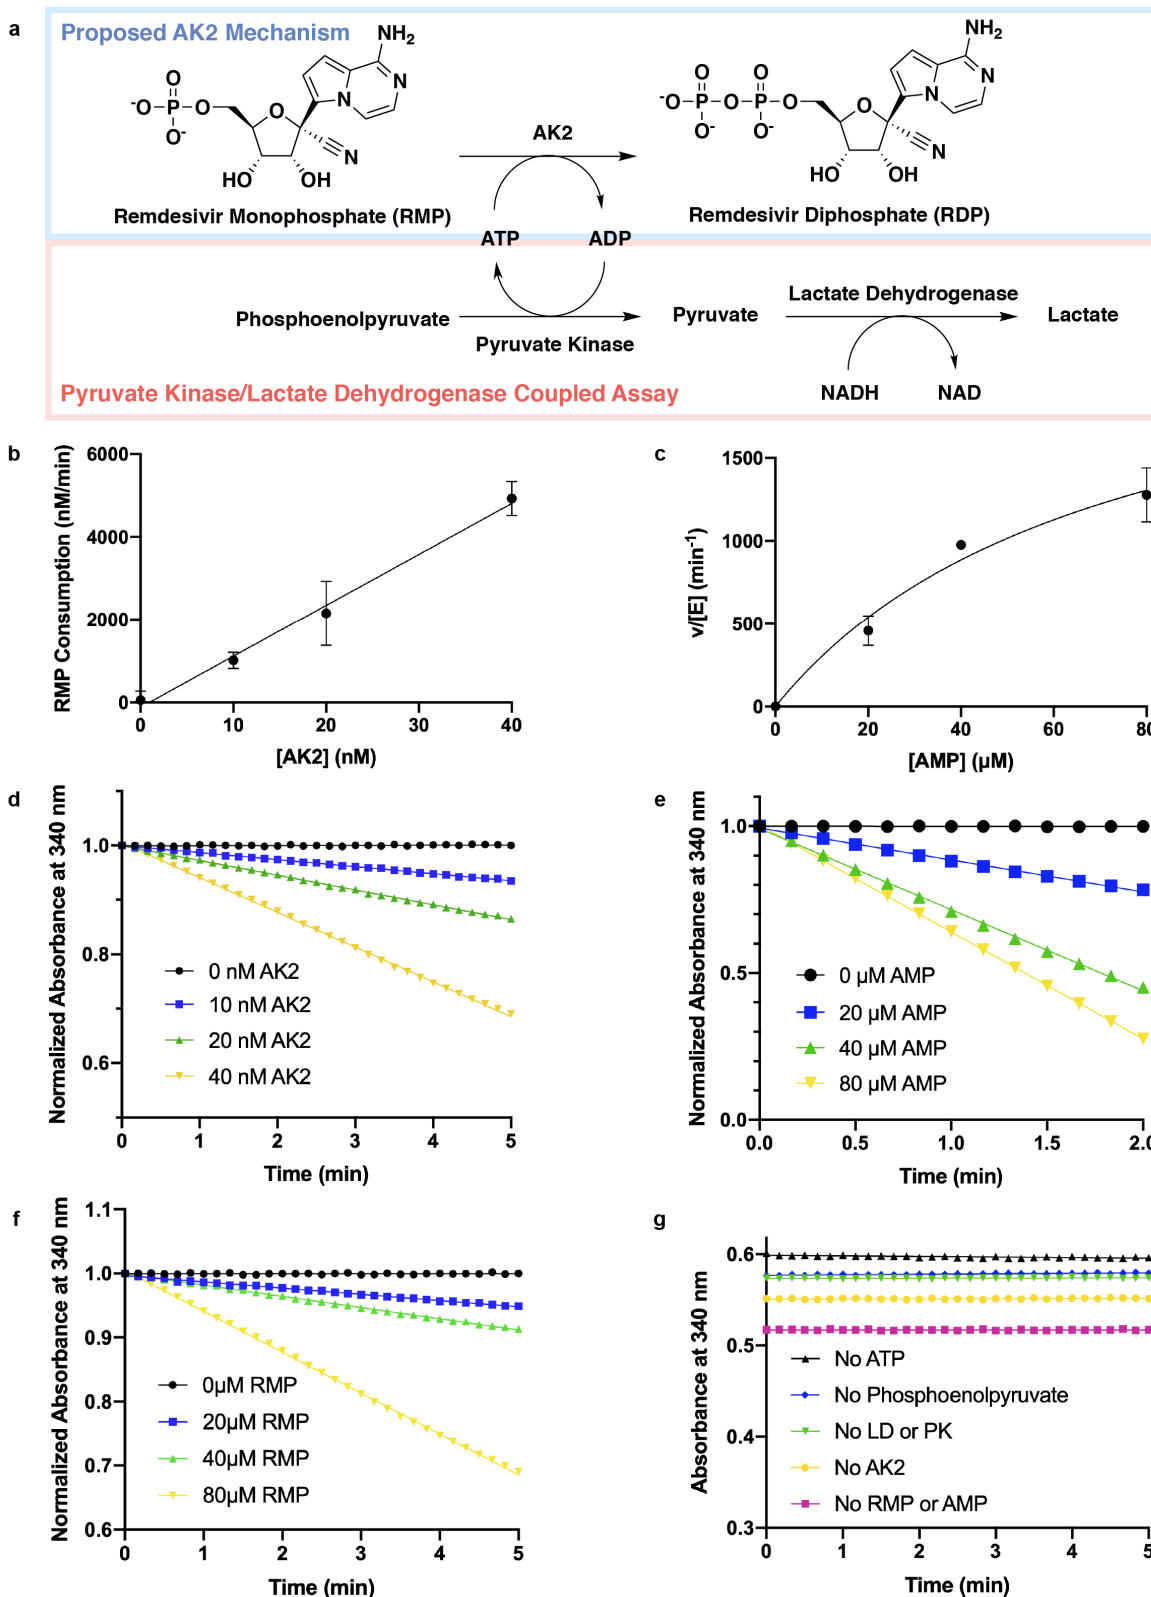 a
Proposed AK2 Mechanism
NH2
N
N
O
-O P O
O-
O
N
HO OH
Remdesivir Monophosphate (RMP)
AK2
ATP ADP
NH2
N
N
O O
-O P O P O
O- O-
O
N
HO OH
Remdesivir Diphosphate (RDP)
Phosphoenolpyruvate
Pyruvate Kinase
Pyruvate
Lactate Dehydrogenase
Lactate
NADH NAD
Pyruvate Kinase/Lactate Dehydrogenase Coupled Assay
b
RMP Consumption (nM/min)
6000
4000
2000
0
0 10 20 30 40
[AK2] (nM)
c
v/[E] (min-1)
1500
1000
500
0
0 20 40 60 80
[AMP] (µM)
d
Normalized Absorbance at 340 nm
1.0
0.8
0.6
0 nM AK2
10 nM AK2
20 nM AK2
40 nM AK2
0 1 2 3 4 5
Time (min)
e
Normalized Absorbance at 340 nm
1.0
0.5
0.0
0 µM AMP
20 µM AMP
40 µM AMP
80 µM AMP
0.0 0.5 1.0 1.5 2.0
Time (min)
f
Normalized Absorbance at 340 nm
1.1
1.0
0.9
0.8
0.7
0.6
0µM RMP
20µM RMP
40µM RMP
80µM RMP
0 1 2 3 4 5
Time (min)
g
Absorbance at 340 nm
0.6
0.5
0.4
0.3
No ATP
No Phosphoenolpyruvate
No LD or PK
No AK2
No RMP or AMP
0 1 2 3 4 5
Time (min)